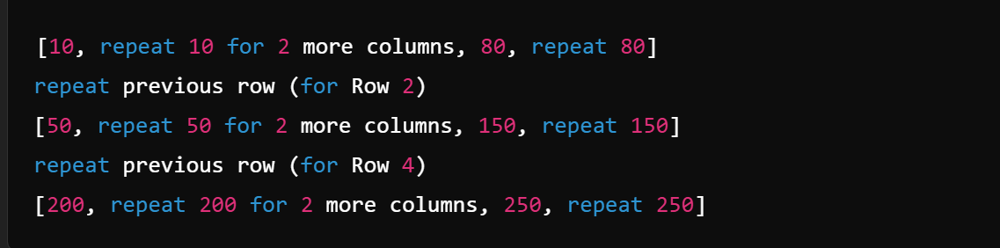 [10, repeat 10 for 2 more columns, 80, repeat 80]
repeat previous row (for Row 2)
[50, repeat 50 for 2 more columns, 150, repeat 150]
repeat previous row (for Row 4)
[200, repeat 200 for 2 more columns, 250, repeat 250]